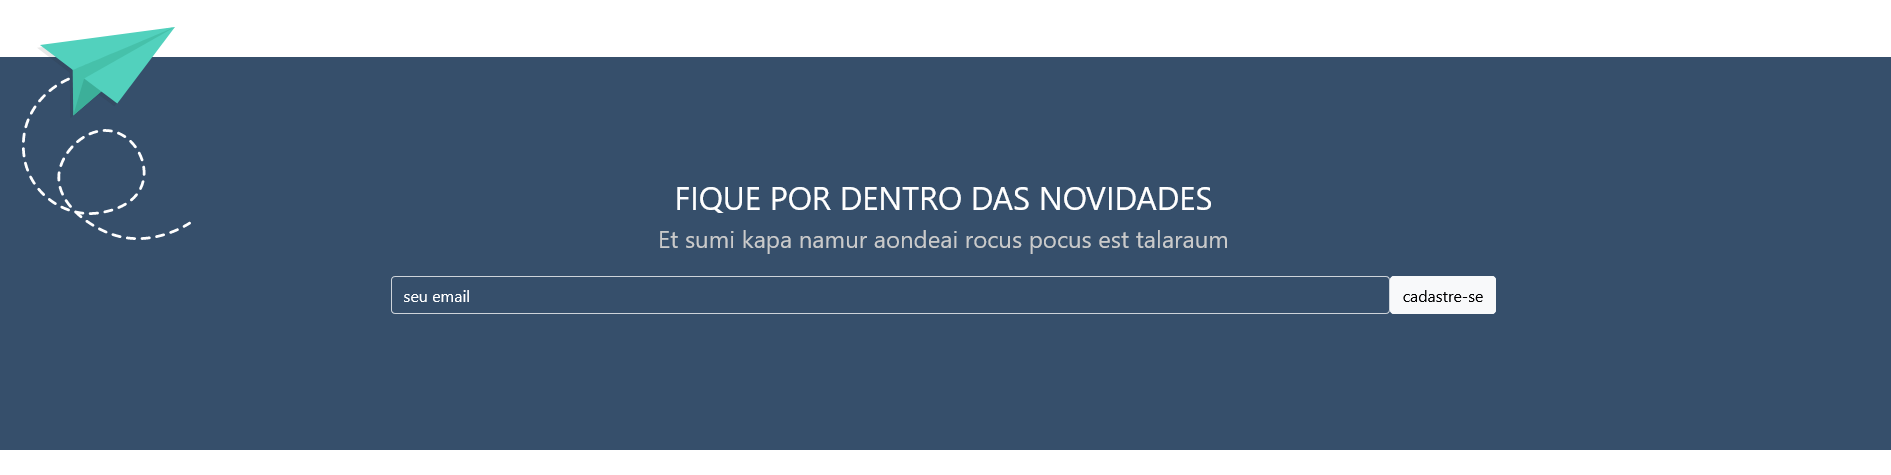 FIQUE POR DENTRO DAS NOVIDADES
Et sumi kapa namur aondeai rocus pocus est talaraum
seu email
cadastre-se